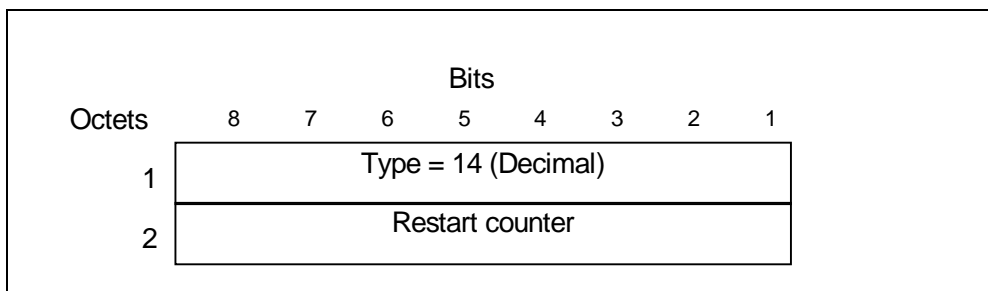 Bits
Octets 8 7 6 5 4 3 2 1
1 Type = 14 (Decimal)
2 Restart counter